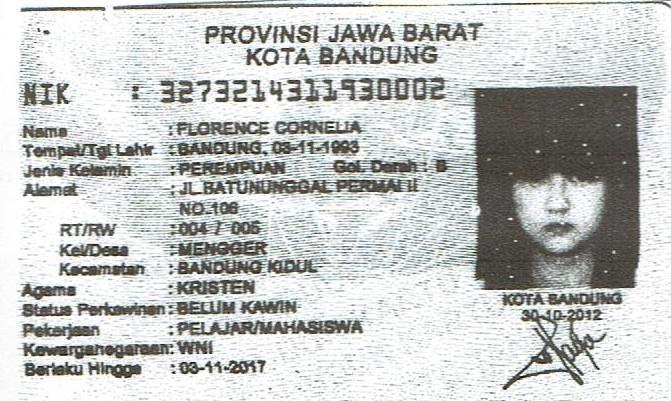 PROVINSI JAWA BARAT
KOTA BANDUNG
NIK : 3273214311930002
Nama : FLORENCE CORNELIA
Tempat/Tgl Lahir : BANDUNG, 03-11-1993
Jenis Kelamin : PEREMPUAN Gol. Darah : B
Alamat : JL.BATUNUNGGAL PERMAI II
NO.106
RT/RW : 004 / 005
Kel/Desa : MENGGER
Kecamatan : BANDUNG KIDUL
Agama : KRISTEN
Status Perkawinan: BELUM KAWIN
Pekerjaan : PELAJAR/MAHASISWA
Kewarganegaraan: WNI
Berlaku Hingga : 03-11-2017
KOTA BANDUNG
30-10-2012